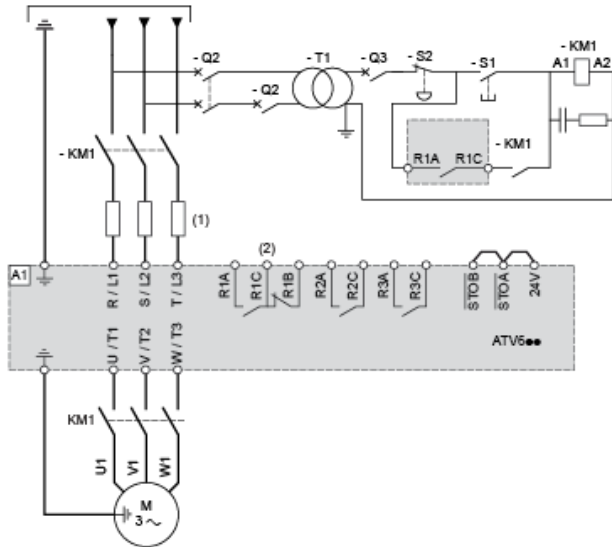 - Q2
- T1
- Q3
- S2
- S1
- KM1
A1
A2
- Q2
- KM1
R1A
R1C
- KM1
(1)
(2)
A1
R / L1
S / L2
T / L3
R1A
R1C
R1B
R2A
R2C
R3A
R3C
STOB
STOA
24V
U / T1
V / T2
W / T3
ATV6●●
KM1
U1
V1
W1
M
3 ~